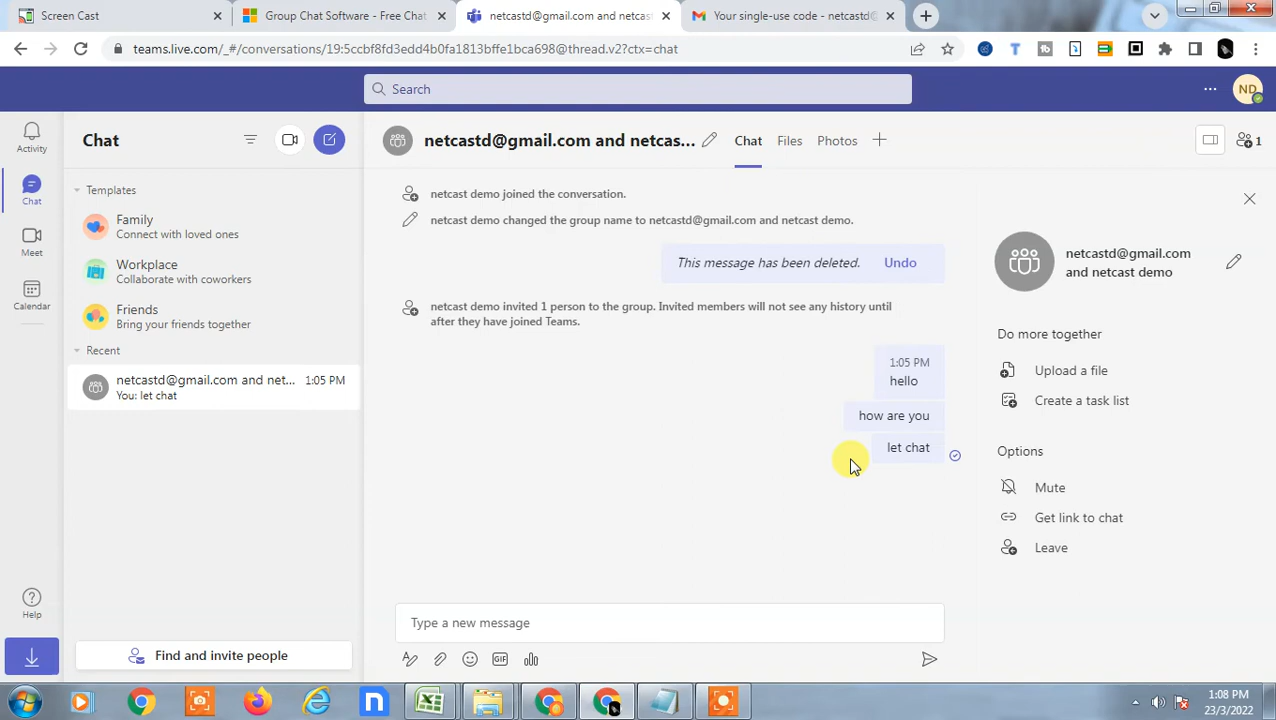 Screen Cast
Group Chat Software - Free Chat
netcastd@gmail.com and netcast
Your single-use code - netcastd@
teams.live.com/_#/conversations/19:5ccbf8fd3edd4b0fa1813bffe1bca698@thread.v2?ctx=chat
Search
ND
Activity
Chat
Meet
Calendar
Help
Chat
Templates
Family
Connect with loved ones
Workplace
Collaborate with coworkers
Friends
Bring your friends together
Recent
netcastd@gmail.com and net... 1:05 PM
You: let chat
Find and invite people
netcastd@gmail.com and netcas... Chat Files Photos
1
netcast demo joined the conversation.
netcast demo changed the group name to netcastd@gmail.com and netcast demo.
This message has been deleted. Undo
netcast demo invited 1 person to the group. Invited members will not see any history until
after they have joined Teams.
1:05 PM
hello
how are you
let chat
Type a new message
GIF
netcastd@gmail.com
and netcast demo
Do more together
Upload a file
Create a task list
Options
Mute
Get link to chat
Leave
1:08 PM
23/3/2022